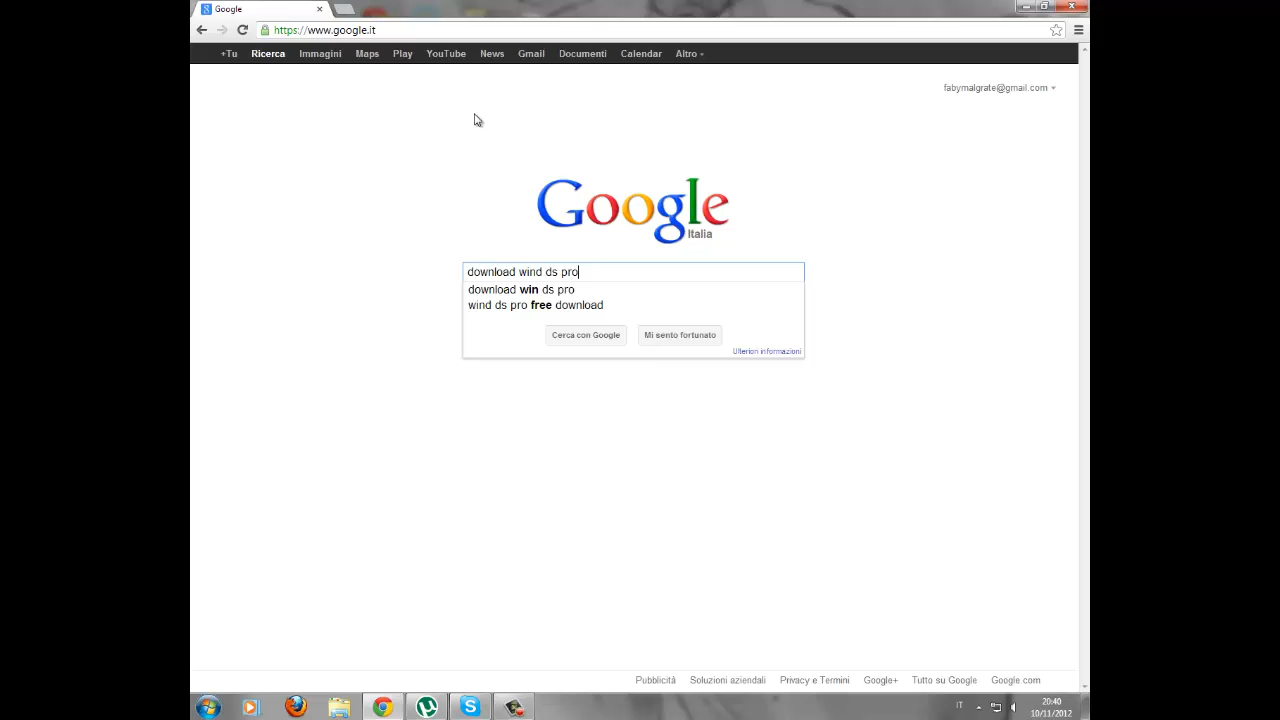 Google
https://www.google.it
+Tu Ricerca Immagini Maps Play YouTube News Gmail Documenti Calendar Altro
fabymalgrate@gmail.com
Google
Italia
download wind ds pro
download win ds pro
wind ds pro free download
Cerca con Google Mi sento fortunato
Ulteriori informazioni
Pubblicità Soluzioni aziendali Privacy e Termini Google+ Tutto su Google Google.com
IT 20:40
10/11/2012